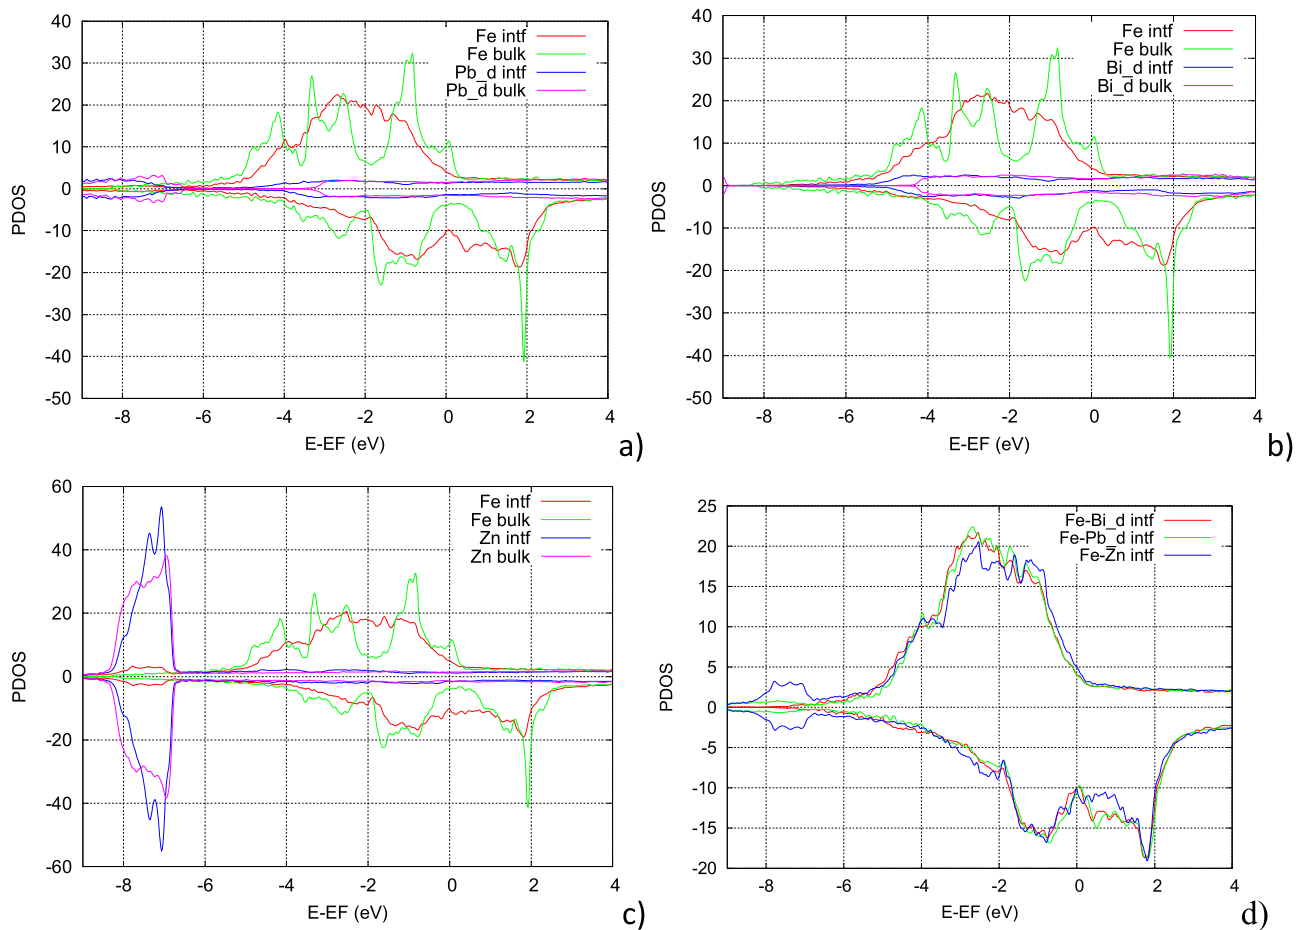 40
30
20
10
0
-10
-20
-30
-40
-50
PDOS
-8
-6
-4
-2
0
2
4
E-EF (eV)
Fe intf
Fe bulk
Pb_d intf
Pb_d bulk
a)
40
30
20
10
0
-10
-20
-30
-40
-50
PDOS
-8
-6
-4
-2
0
2
4
E-EF (eV)
Fe intf
Fe bulk
Bi_d intf
Bi_d bulk
b)
60
40
20
0
-20
-40
-60
PDOS
-8
-6
-4
-2
0
2
4
E-EF (eV)
Fe intf
Fe bulk
Zn intf
Zn bulk
c)
25
20
15
10
5
0
-5
-10
-15
-20
PDOS
-8
-6
-4
-2
0
2
4
E-EF (eV)
Fe-Bi_d intf
Fe-Pb_d intf
Fe-Zn intf
d)